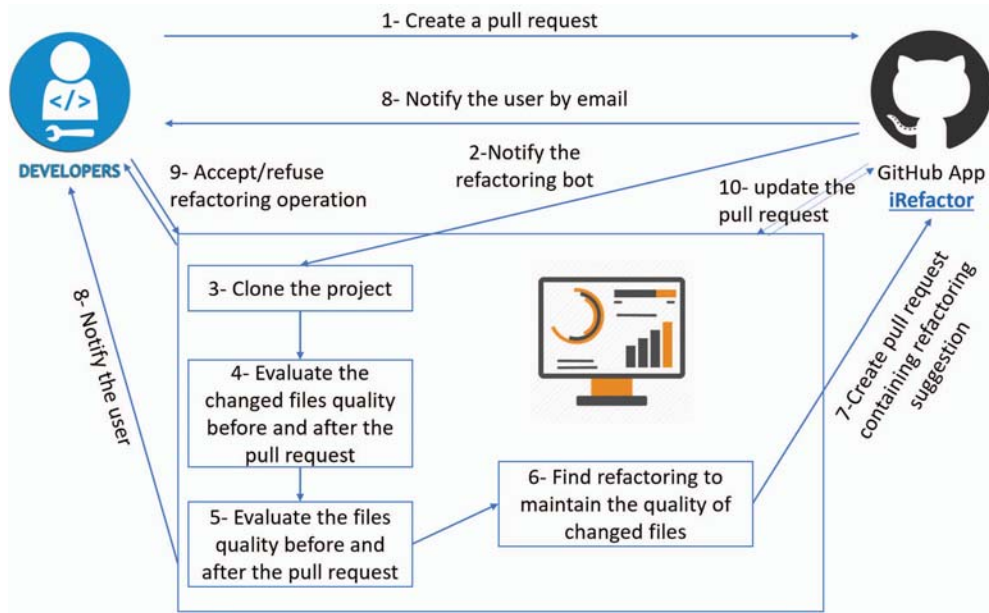 1- Create a pull request
8- Notify the user by email
</>
DEVELOPERS
2-Notify the
refactoring bot
GitHub App
iRefactor
9- Accept/refuse
refactoring operation
10- update the
pull request
3- Clone the project
8- Notify the user
4- Evaluate the
changed files quality
before and after the
pull request
7-Create pull request
containing refactoring
suggestion
5- Evaluate the files
quality before and
after the pull request
6- Find refactoring to
maintain the quality of
changed files